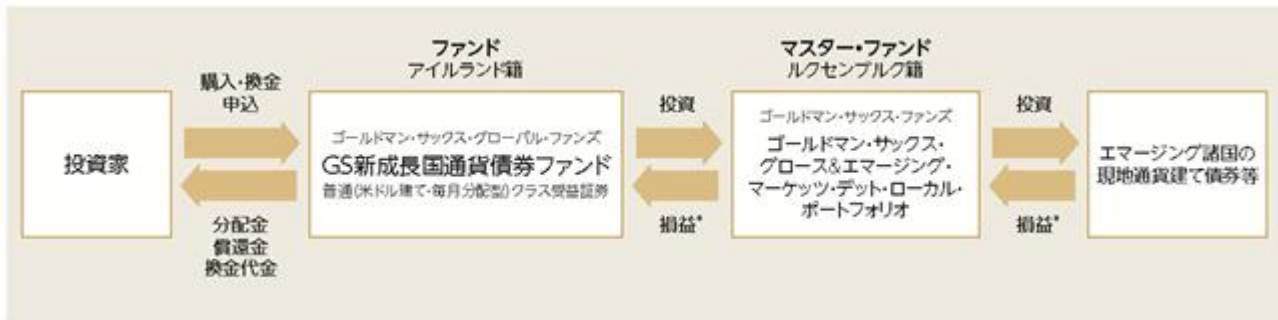 ファンド
アイルランド籍
マスター・ファンド
ルクセンブルク籍
購入・換金
申込
投資
投資
投資家
ゴールドマン・サックス・グローバル・ファンズ
GS新成長国通貨債券ファンド
普通(米ドル建て・毎月分配型)クラス受益証券
ゴールドマン・サックス・ファンズ
ゴールドマン・サックス・
グロース&エマージング・
マーケッツ・デット・ローカル・
ポートフォリオ
エマージング諸国の
現地通貨建て債券等
分配金
償還金
換金代金
損益*
損益*